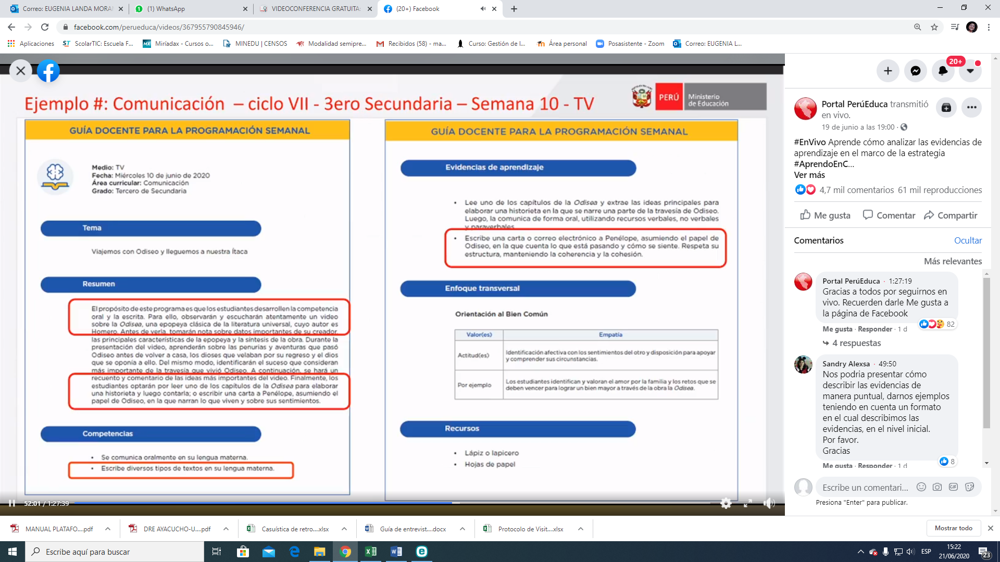 Correo: EUGENIA LANDA MORAN
(1) WhatsApp
VIDEOCONFERENCIA GRATUITA:
(20+) Facebook
facebook.com/perueduca/videos/367955790845946/
Aplicaciones
ScolarTIC: Escuela F...
Miríadax - Cursos o...
MINEDU | CENSOS
Modalidad semipre...
Recibidos (58) - ma...
Curso: Gestión de l...
Área personal
Posasistente - Zoom
Correo: EUGENIA L...
Ejemplo #: Comunicación – ciclo VII - 3ero Secundaria – Semana 10 - TV
PERÚ
Ministerio
de Educación
GUÍA DOCENTE PARA LA PROGRAMACIÓN SEMANAL
Medio: TV
Fecha: Miércoles 10 de junio de 2020
Área curricular: Comunicación
Grado: Tercero de Secundaria
Tema
Viajemos con Odiseo y lleguemos a nuestra Ítaca
Resumen
El propósito de este programa es que los estudiantes desarrollen la competencia
oral y la escrita. Para ello, observarán y escucharán atentamente un video
sobre la Odisea, una epopeya clásica de la literatura universal, cuyo autor es
Homero. Antes de verla, tomarán nota sobre datos importantes de su creador,
las principales características de la epopeya y la síntesis de la obra. Durante la
presentación del video, aprenderán sobre las penurias y aventuras que pasó
Odiseo antes de volver a casa, los dioses que velaban por su regreso y el dios
que se oponía a ello. Del mismo modo, identificarán el suceso que consideran
más importante de la travesía que vivió Odiseo. A continuación, se hará un
recuento y comentario de las ideas más importantes del video. Finalmente, los
estudiantes optarán por leer uno de los capítulos de la Odisea para elaborar
una historieta y luego contarla; o escribir una carta a Penélope, asumiendo el
papel de Odiseo, en la que narran lo que viven y sobre sus sentimientos.
Competencias
• Se comunica oralmente en su lengua materna.
• Escribe diversos tipos de textos en su lengua materna.
GUÍA DOCENTE PARA LA PROGRAMACIÓN SEMANAL
Evidencias de aprendizaje
• Lee uno de los capítulos de la Odisea y extrae las ideas principales para
elaborar una historieta en la que se narre una parte de la travesía de Odiseo.
Luego, la comunica de forma oral, utilizando recursos verbales, no verbales
y paraverbales.
• Escribe una carta o correo electrónico a Penélope, asumiendo el papel de
Odiseo, en la que cuenta lo que está pasando y cómo se siente. Respeta su
estructura, manteniendo la coherencia y la cohesión.
Enfoque transversal
Orientación al Bien Común
Valor(es) Empatía
Actitud(es) Identificación afectiva con los sentimientos del otro y disposición para apoyar
y comprender sus circunstancias.
Por ejemplo Los estudiantes identifican y valoran el amor por la familia y los retos que se
deben vencer para lograr un bien mayor a través de la obra la Odisea.
Recursos
• Lápiz o lapicero
• Hojas de papel
52:01 / 1:27:39
20+
Portal PerúEduca transmitió
en vivo.
19 de junio a las 19:00 ·
#EnVivo Aprende cómo analizar las evidencias de
aprendizaje en el marco de la estrategia
#AprendoEnC...
Ver más
4,7 mil comentarios 61 mil reproducciones
Me gusta Comentar Compartir
Comentarios Ocultar
Más relevantes
Portal PerúEduca · 1:27:19
Gracias a todos por seguirnos en
vivo. Recuerden darle Me gusta a
la página de Facebook
82
Me gusta · Responder · 1 d
4 respuestas
Sandry Alexsa · 49:50
Nos podria presentar cómo
describir las evidencias de
manera puntual, darnos ejemplos
teniendo en cuenta un formato
en el cual describimos las
evidencias, en el nivel inicial.
Por favor.
Gracias
8
Me gusta · Responder · 1 d
Escribe un comentari...
GIF
Presiona "Enter" para publicar.
MANUAL PLATAFO....pdf
DRE AYACUCHO-U....pdf
Casuística de retro....xlsx
Guía de entrevist....docx
Protocolo de Visit....xlsx
Mostrar todo
Escribe aquí para buscar
ESP
15:22
21/06/2020
23